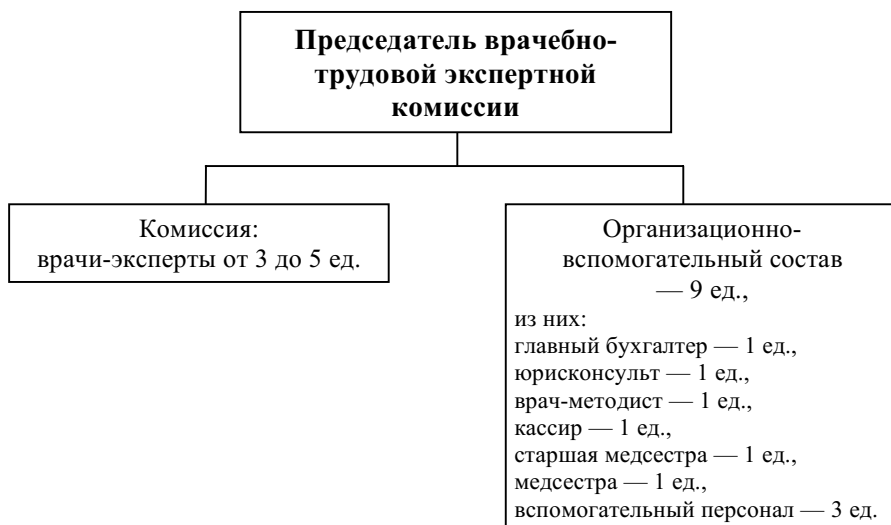 Председатель врачебно-
трудовой экспертной
комиссии
Комиссия:
врачи-эксперты от 3 до 5 ед.
Организационно-
вспомогательный состав
— 9 ед.,
из них:
главный бухгалтер — 1 ед.,
юрисконсульт — 1 ед.,
врач-методист — 1 ед.,
кассир — 1 ед.,
старшая медсестра — 1 ед.,
медсестра — 1 ед.,
вспомогательный персонал — 3 ед.